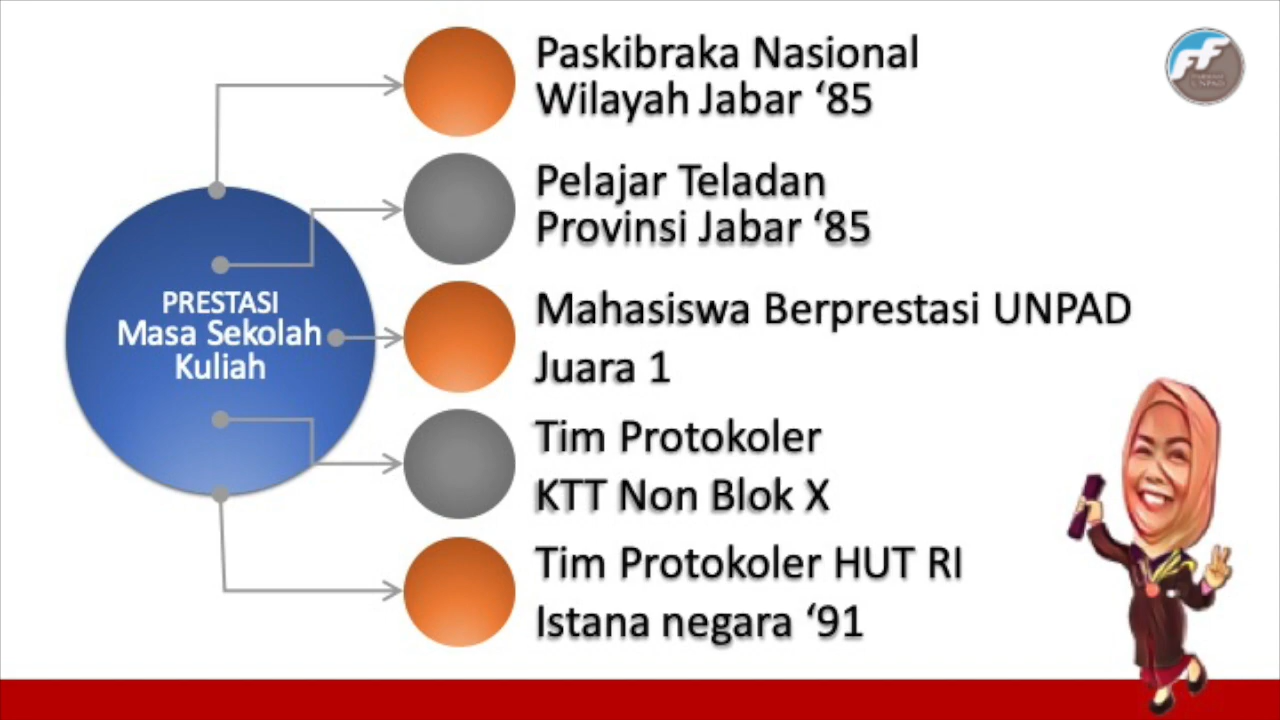 Paskibraka Nasional
Wilayah Jabar ‘85
Pelajar Teladan
Provinsi Jabar ‘85
PRESTASI
Masa Sekolah
Kuliah
Mahasiswa Berprestasi UNPAD
Juara 1
Tim Protokoler
KTT Non Blok X
Tim Protokoler HUT RI
Istana negara ‘91
UNPAD